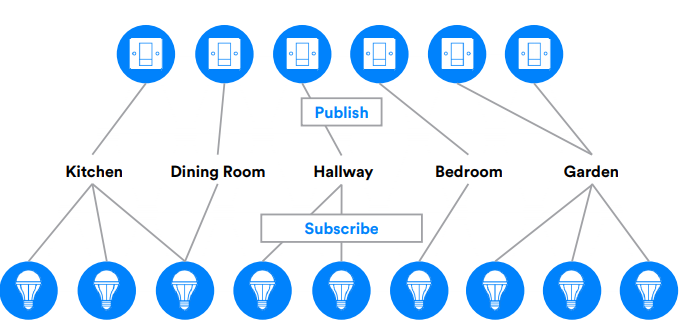 Publish
Kitchen Dining Room Hallway Bedroom Garden
Subscribe